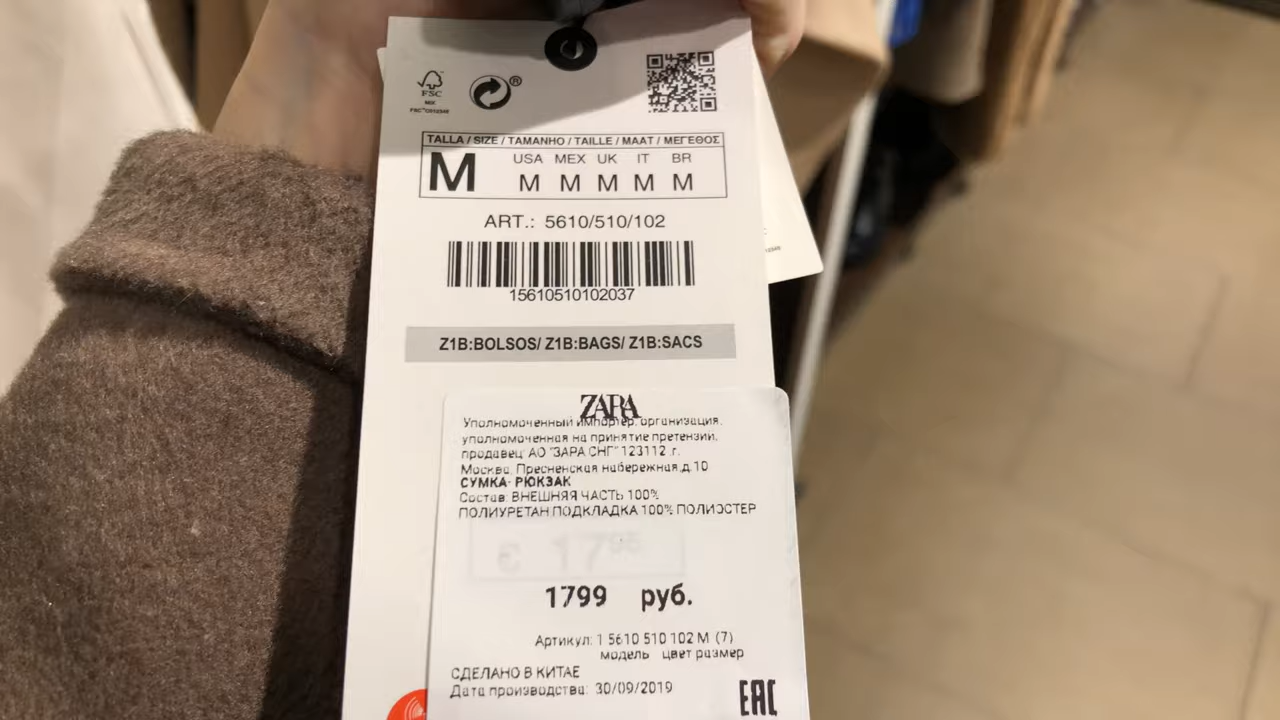 FSC
MIX
®
TALLA / SIZE / TAMANHO / TAILLE / MAAT / ΜΕΓΕΘΟΣ
M
USA MEX UK IT BR
M M M M M
ART.: 5610/510/102
15610510102037
Z1B:BOLSOS/ Z1B:BAGS/ Z1B:SACS
ZARA
Уполномоченный импортер, организация,
уполномоченная на принятие претензий,
продавец: АО "ЗАРА СНГ" 123112 ,г.
Москва, Пресненская набережная,д.10
СУМКА- РЮКЗАК
Состав: ВНЕШНЯЯ ЧАСТЬ 100%
ПОЛИУРЕТАН ПОДКЛАДКА 100% ПОЛИЭСТЕР
€ 17
1799 руб.
Артикул: 1 5610 510 102 M (7)
модель цвет размер
СДЕЛАНО В КИТАЕ
Дата производства: 30/09/2019
EAC